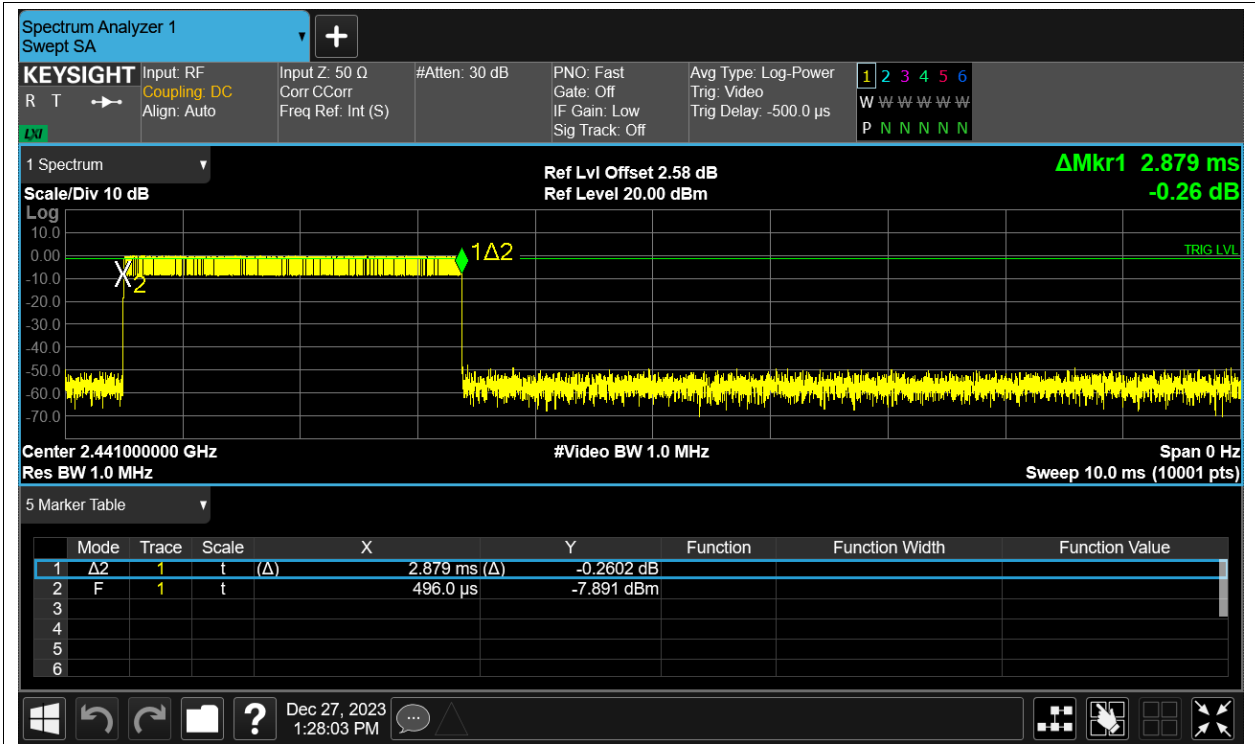 Spectrum Analyzer 1
Swept SA
+
KEYSIGHT
R T
LXI
Input: RF
Coupling: DC
Align: Auto
Input Z: 50 Ω
Corr CCorr
Freq Ref: Int (S)
#Atten: 30 dB
PNO: Fast
Gate: Off
IF Gain: Low
Sig Track: Off
Avg Type: Log-Power
Trig: Video
Trig Delay: -500.0 µs
1 2 3 4 5 6
W W W W W W
P N N N N N
1 Spectrum
Scale/Div 10 dB
Ref Lvl Offset 2.58 dB
Ref Level 20.00 dBm
ΔMkr1 2.879 ms
-0.26 dB
Log
10.0
0.00
-10.0
-20.0
-30.0
-40.0
-50.0
-60.0
-70.0
1Δ2
X2
TRIG LVL
Center 2.441000000 GHz
#Video BW 1.0 MHz
Span 0 Hz
Res BW 1.0 MHz
Sweep 10.0 ms (10001 pts)
5 Marker Table
Mode Trace Scale X Y Function Function Width Function Value
1 Δ2 1 t (Δ) 2.879 ms (Δ) -0.2602 dB
2 F 1 t 496.0 µs -7.891 dBm
3
4
5
6
?
Dec 27, 2023
1:28:03 PM